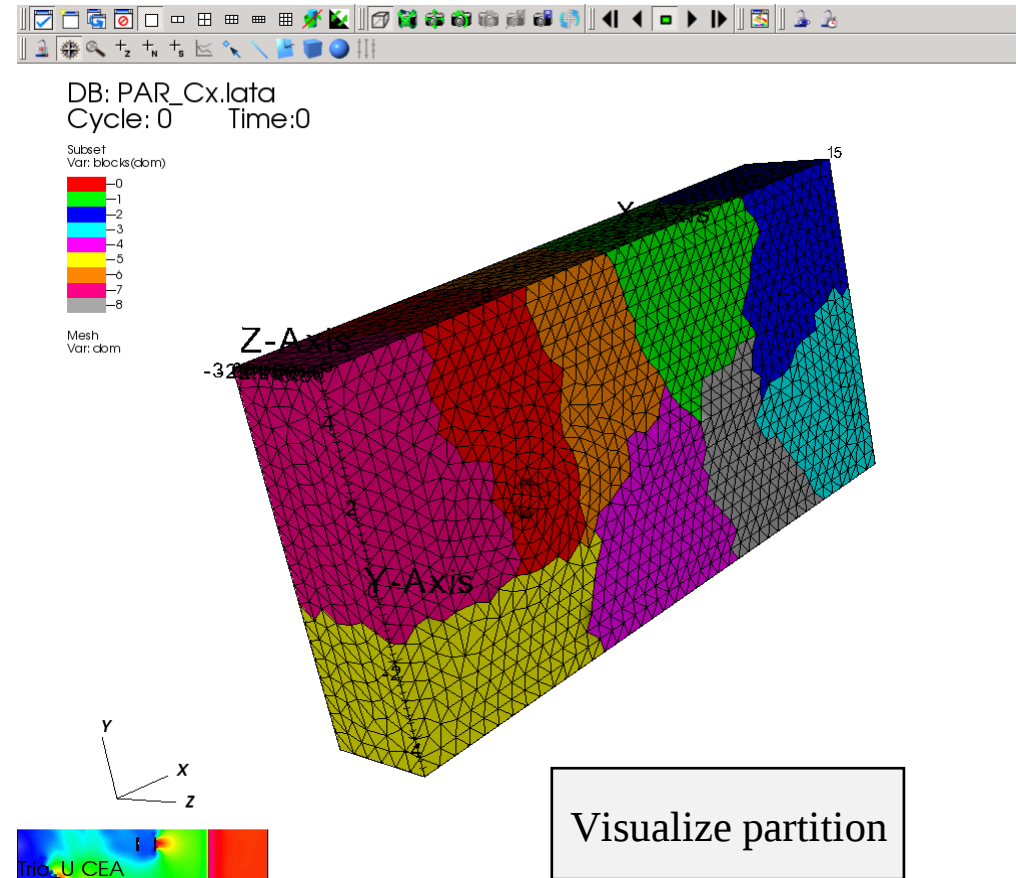 DB: PAR_Cx.lata
Cycle: 0 Time:0
Subset
Var: blocks(dom)
0
1
2
3
4
5
6
7
8
Mesh
Var: dom
15
X-Axis
Z-Axis
-3
2
Y-Axis
-2
-4
Y
X
Z
Trio_U CEA
Visualize partition